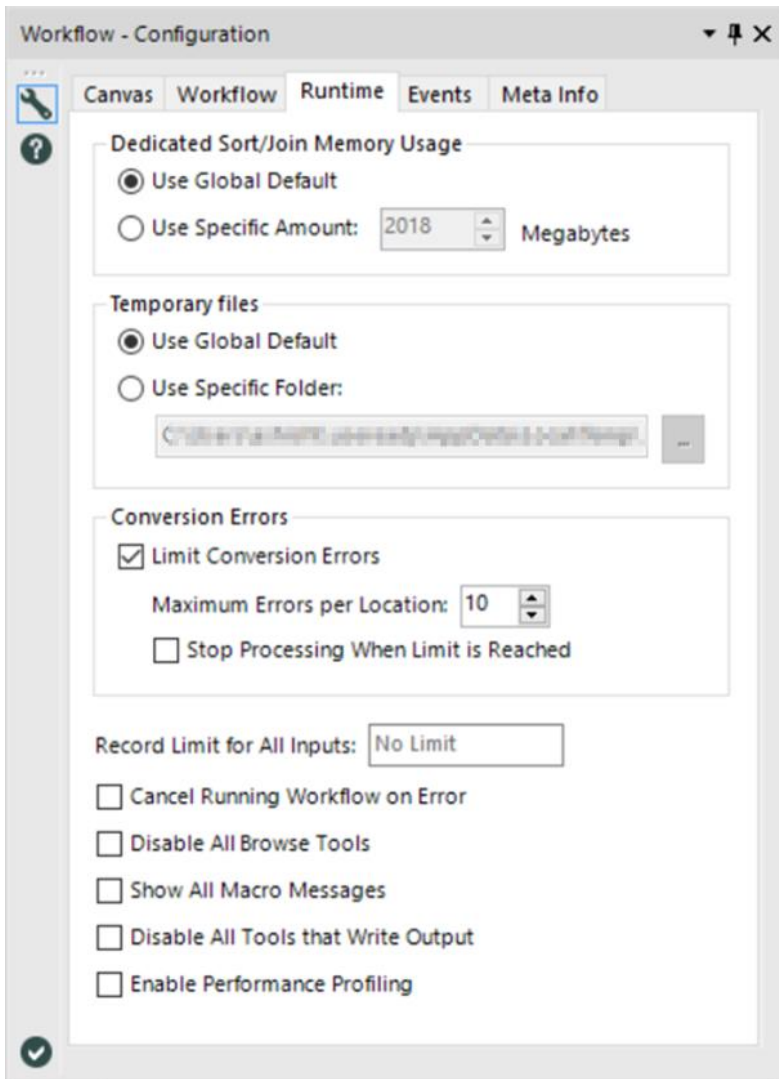 Workflow - Configuration
Canvas Workflow Runtime Events Meta Info
Dedicated Sort/Join Memory Usage
Use Global Default
Use Specific Amount: 2018 Megabytes
Temporary files
Use Global Default
Use Specific Folder:
...
Conversion Errors
Limit Conversion Errors
Maximum Errors per Location: 10
Stop Processing When Limit is Reached
Record Limit for All Inputs: No Limit
Cancel Running Workflow on Error
Disable All Browse Tools
Show All Macro Messages
Disable All Tools that Write Output
Enable Performance Profiling